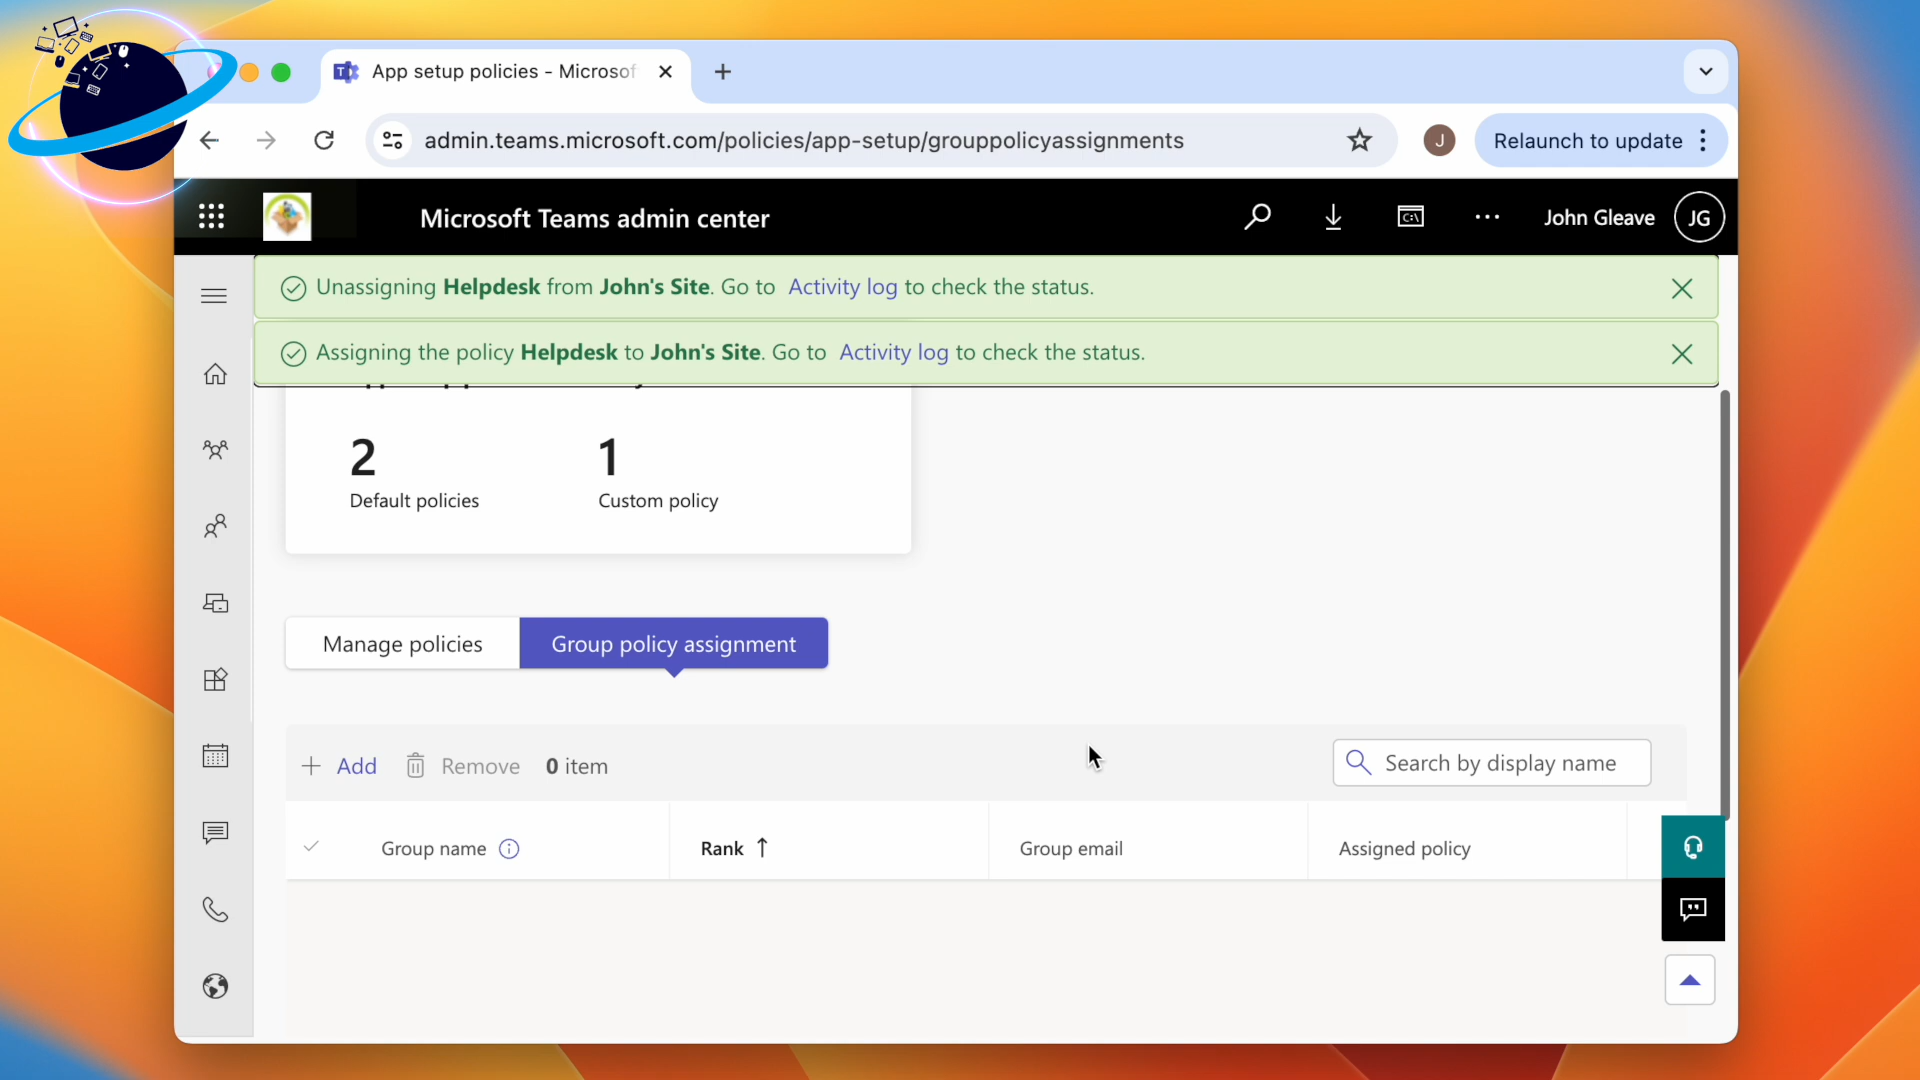 App setup policies - Microsof
admin.teams.microsoft.com/policies/app-setup/grouppolicyassignments
J
Relaunch to update
Microsoft Teams admin center
C:\
John Gleave
JG
Unassigning Helpdesk from John's Site. Go to Activity log to check the status.
Assigning the policy Helpdesk to John's Site. Go to Activity log to check the status.
2
1
Default policies
Custom policy
Manage policies
Group policy assignment
Add
Remove
0 item
Search by display name
Group name
Rank
Group email
Assigned policy